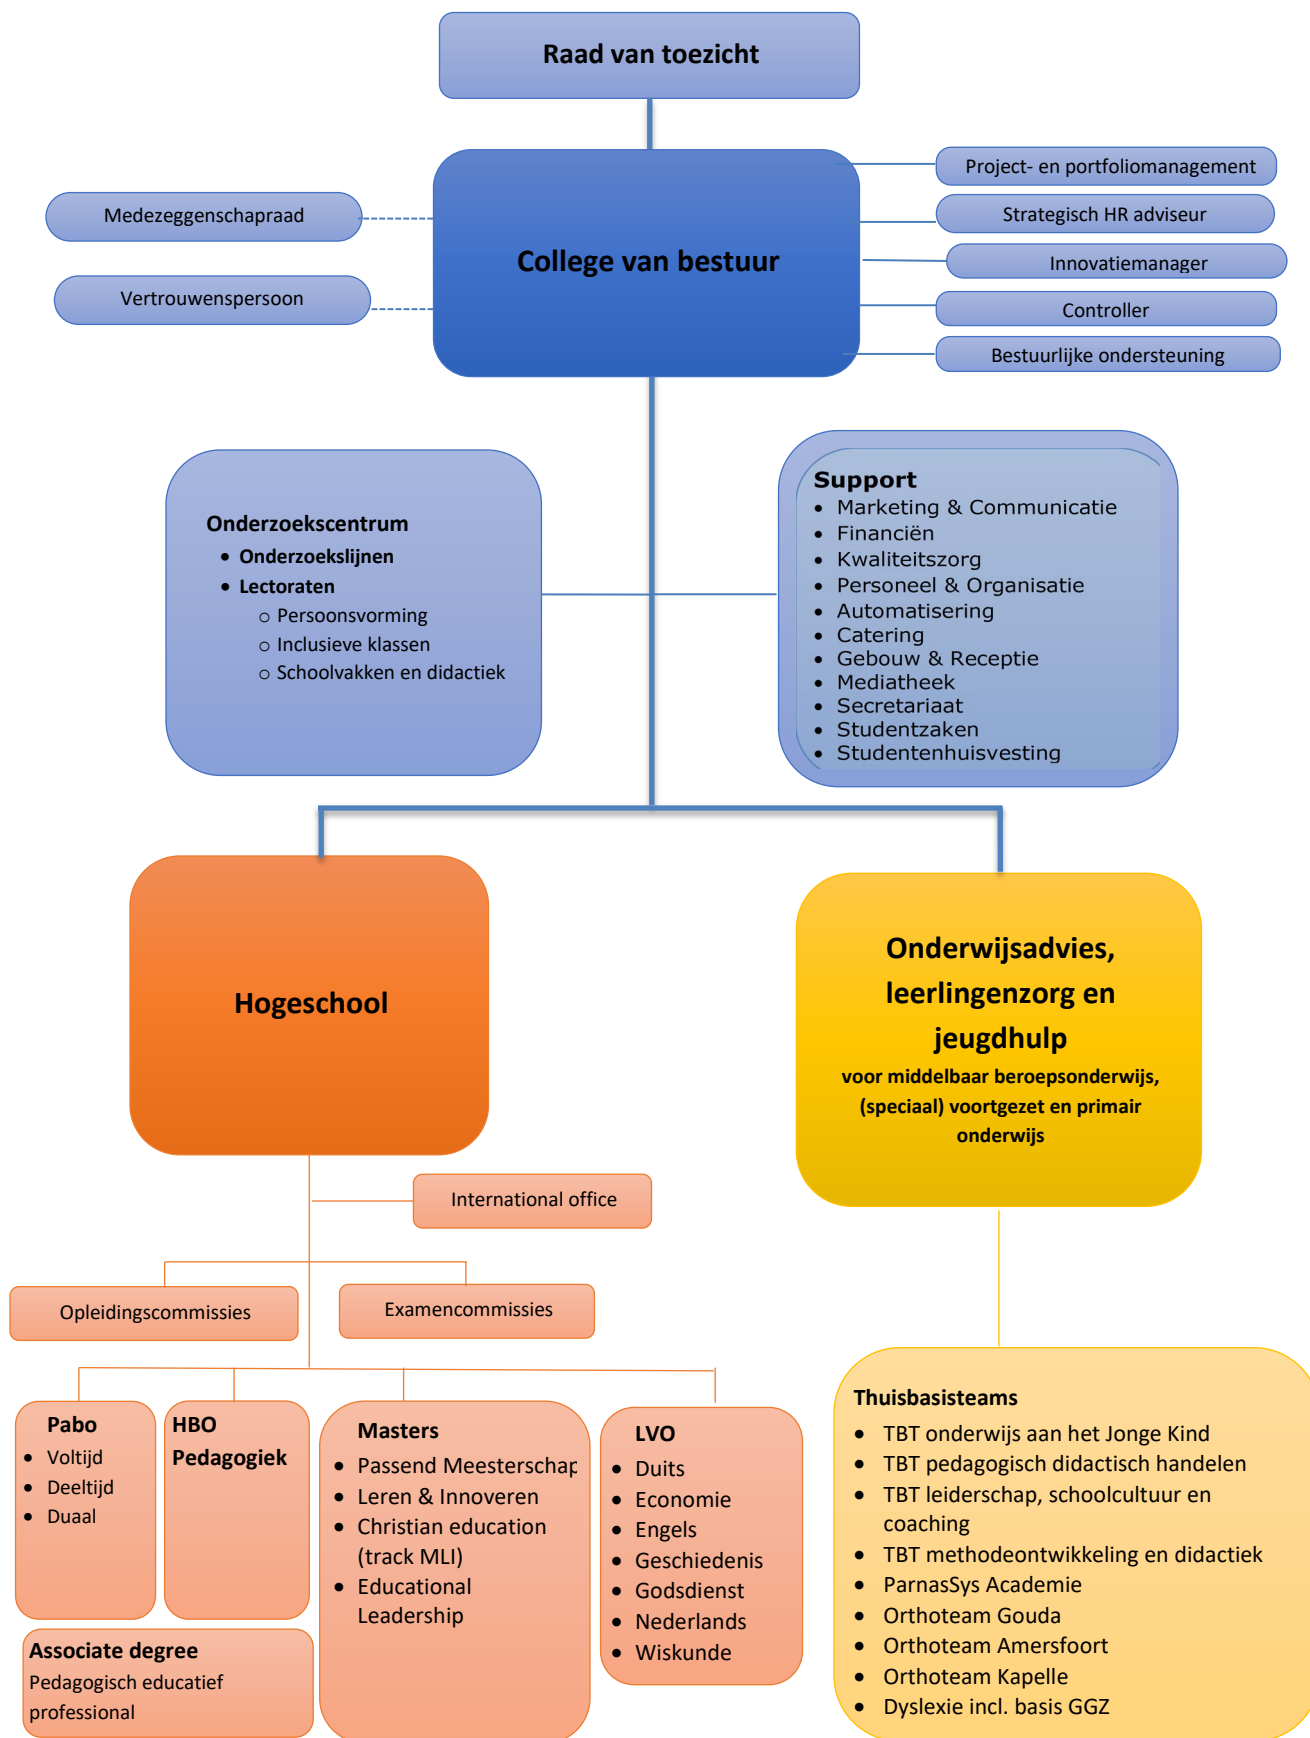 Raad van toezicht
Project- en portfoliomanagement
Medezeggenschapraad
Strategisch HR adviseur
College van bestuur
Innovatiemanager
Vertrouwenspersoon
Controller
Bestuurlijke ondersteuning
Onderzoekscentrum
• Onderzoekslijnen
• Lectoraten
o Persoonsvorming
o Inclusieve klassen
o Schoolvakken en didactiek
Support
• Marketing & Communicatie
• Financiën
• Kwaliteitszorg
• Personeel & Organisatie
• Automatisering
• Catering
• Gebouw & Receptie
• Mediatheek
• Secretariaat
• Studentzaken
• Studentenhuisvesting
Hogeschool
Onderwijsadvies,
leerlingenzorg en
jeugdhulp
voor middelbaar beroepsonderwijs,
(speciaal) voortgezet en primair
onderwijs
International office
Opleidingscommissies
Examencommissies
Pabo
• Voltijd
• Deeltijd
• Duaal
HBO
Pedagogiek
Associate degree
Pedagogisch educatief
professional
Masters
• Passend Meesterschap
• Leren & Innoveren
• Christian education
(track MLI)
• Educational
Leadership
LVO
• Duits
• Economie
• Engels
• Geschiedenis
• Godsdienst
• Nederlands
• Wiskunde
Thuisbasisteams
• TBT onderwijs aan het Jonge Kind
• TBT pedagogisch didactisch handelen
• TBT leiderschap, schoolcultuur en
coaching
• TBT methodeontwikkeling en didactiek
• ParnasSys Academie
• Orthoteam Gouda
• Orthoteam Amersfoort
• Orthoteam Kapelle
• Dyslexie incl. basis GGZ